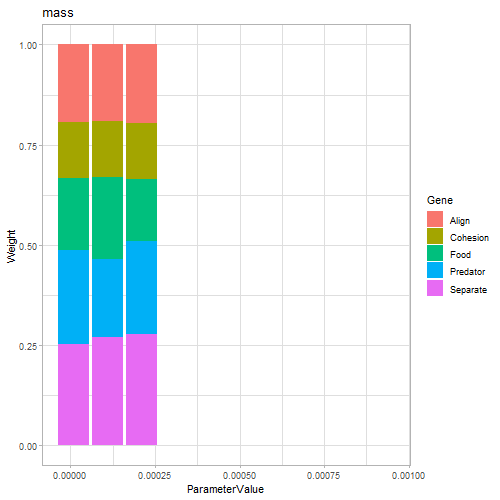 mass
1.00
0.75
0.50
0.25
0.00
Weight
0.00000
0.00025
0.00050
0.00075
0.00100
ParameterValue
Gene
Align
Cohesion
Food
Predator
Separate